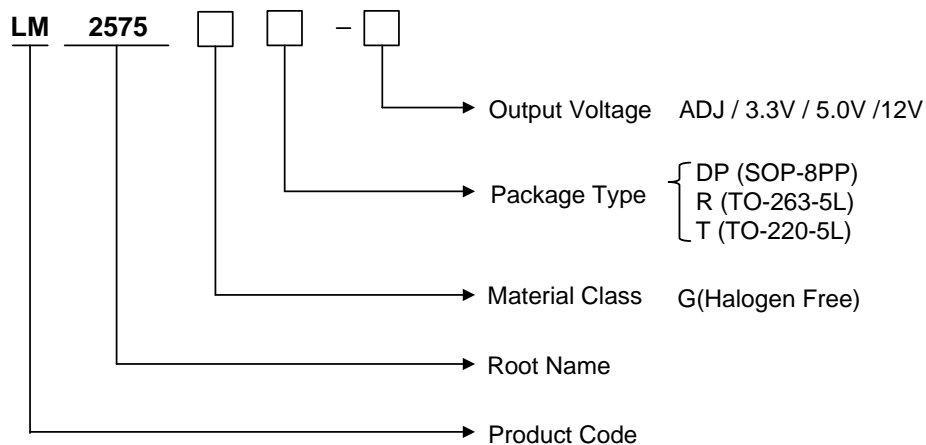 LM 2575 –
Output Voltage ADJ / 3.3V / 5.0V /12V
Package Type
DP (SOP-8PP)
R (TO-263-5L)
T (TO-220-5L)
Material Class G(Halogen Free)
Root Name
Product Code